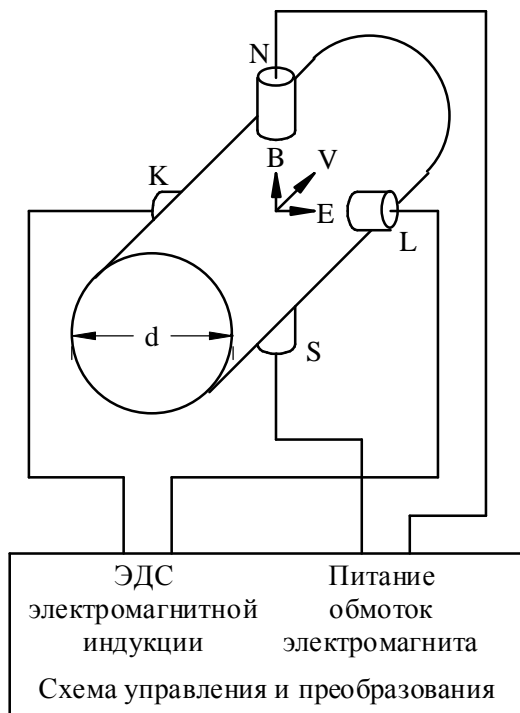 N
B
V
K
E
L
d
S
ЭДС
электромагнитной
индукции
Питание
обмоток
электромагнита
Схема управления и преобразования